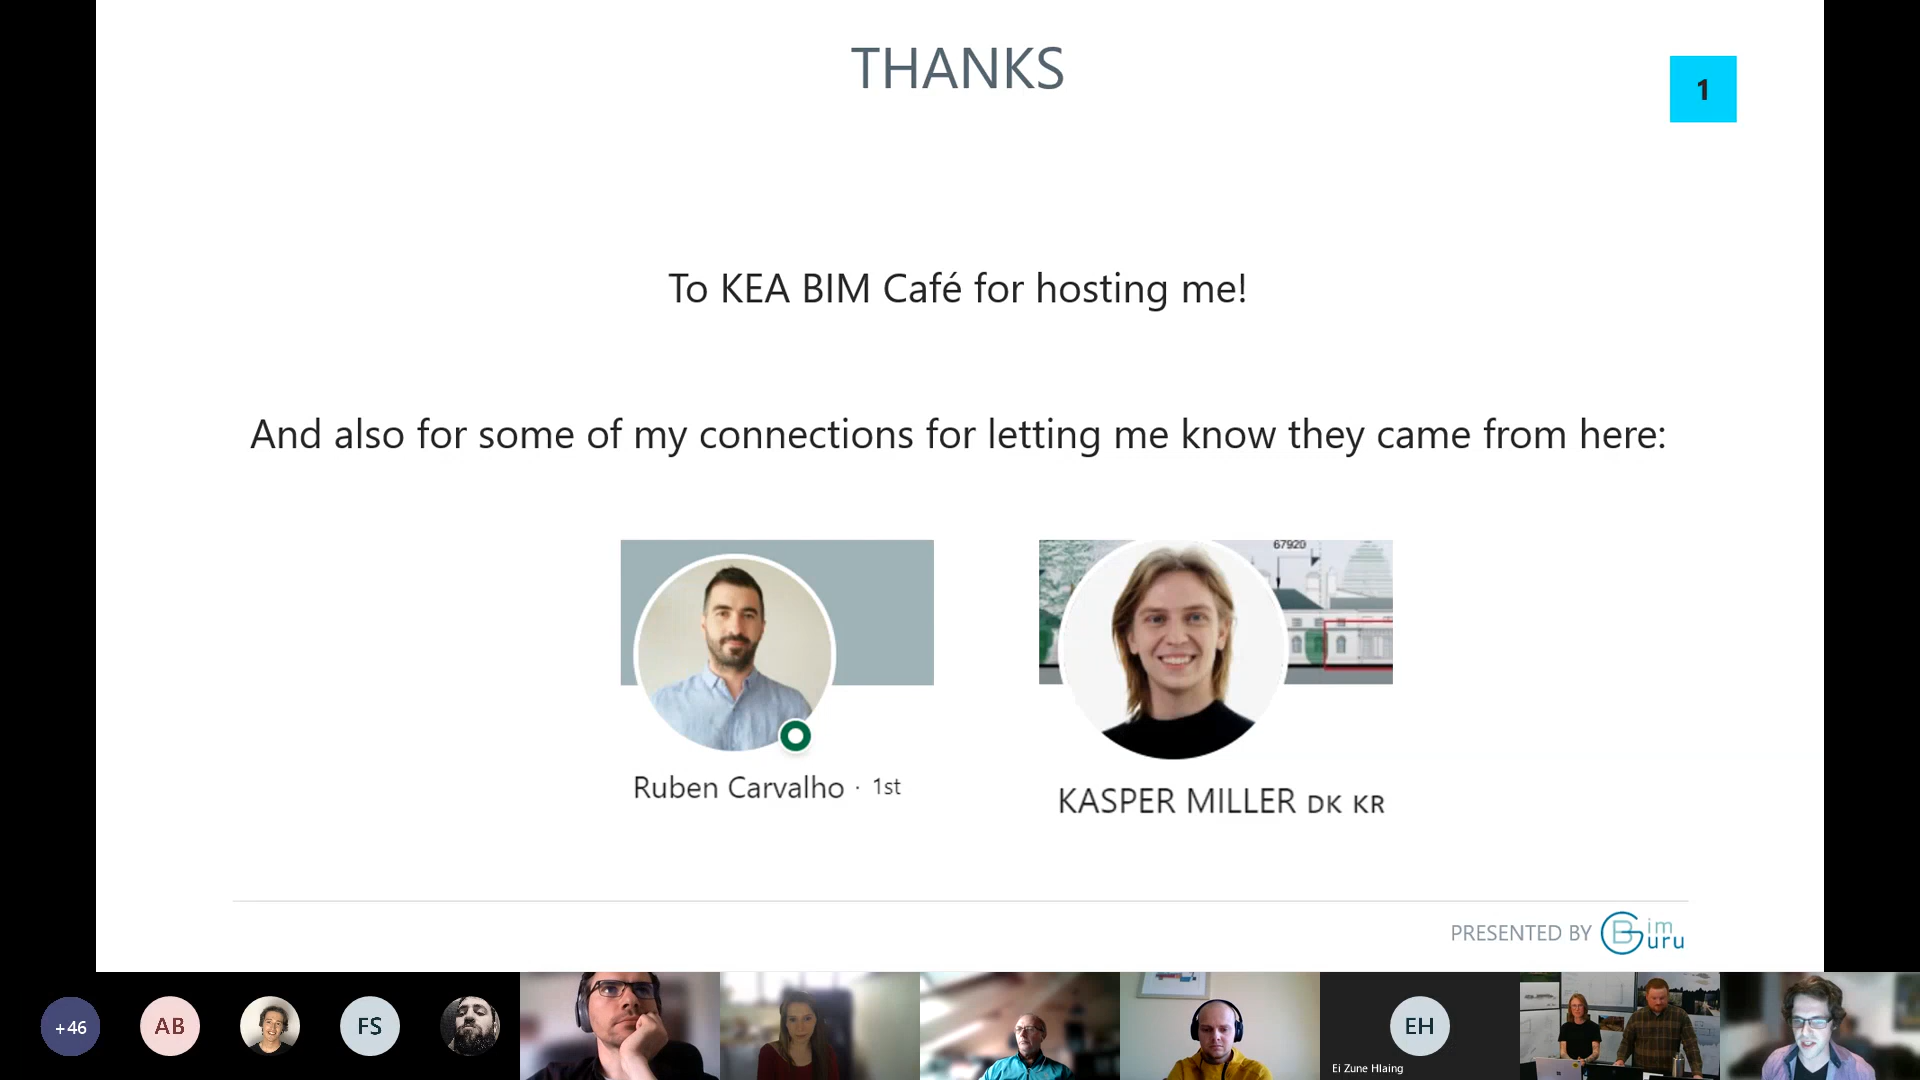 THANKS
1
To KEA BIM Café for hosting me!
And also for some of my connections for letting me know they came from here:
67920
Ruben Carvalho · 1st
KASPER MILLER DK KR
PRESENTED BY BIM GURU
+46
AB
FS
EH
Ei Zune Hlaing